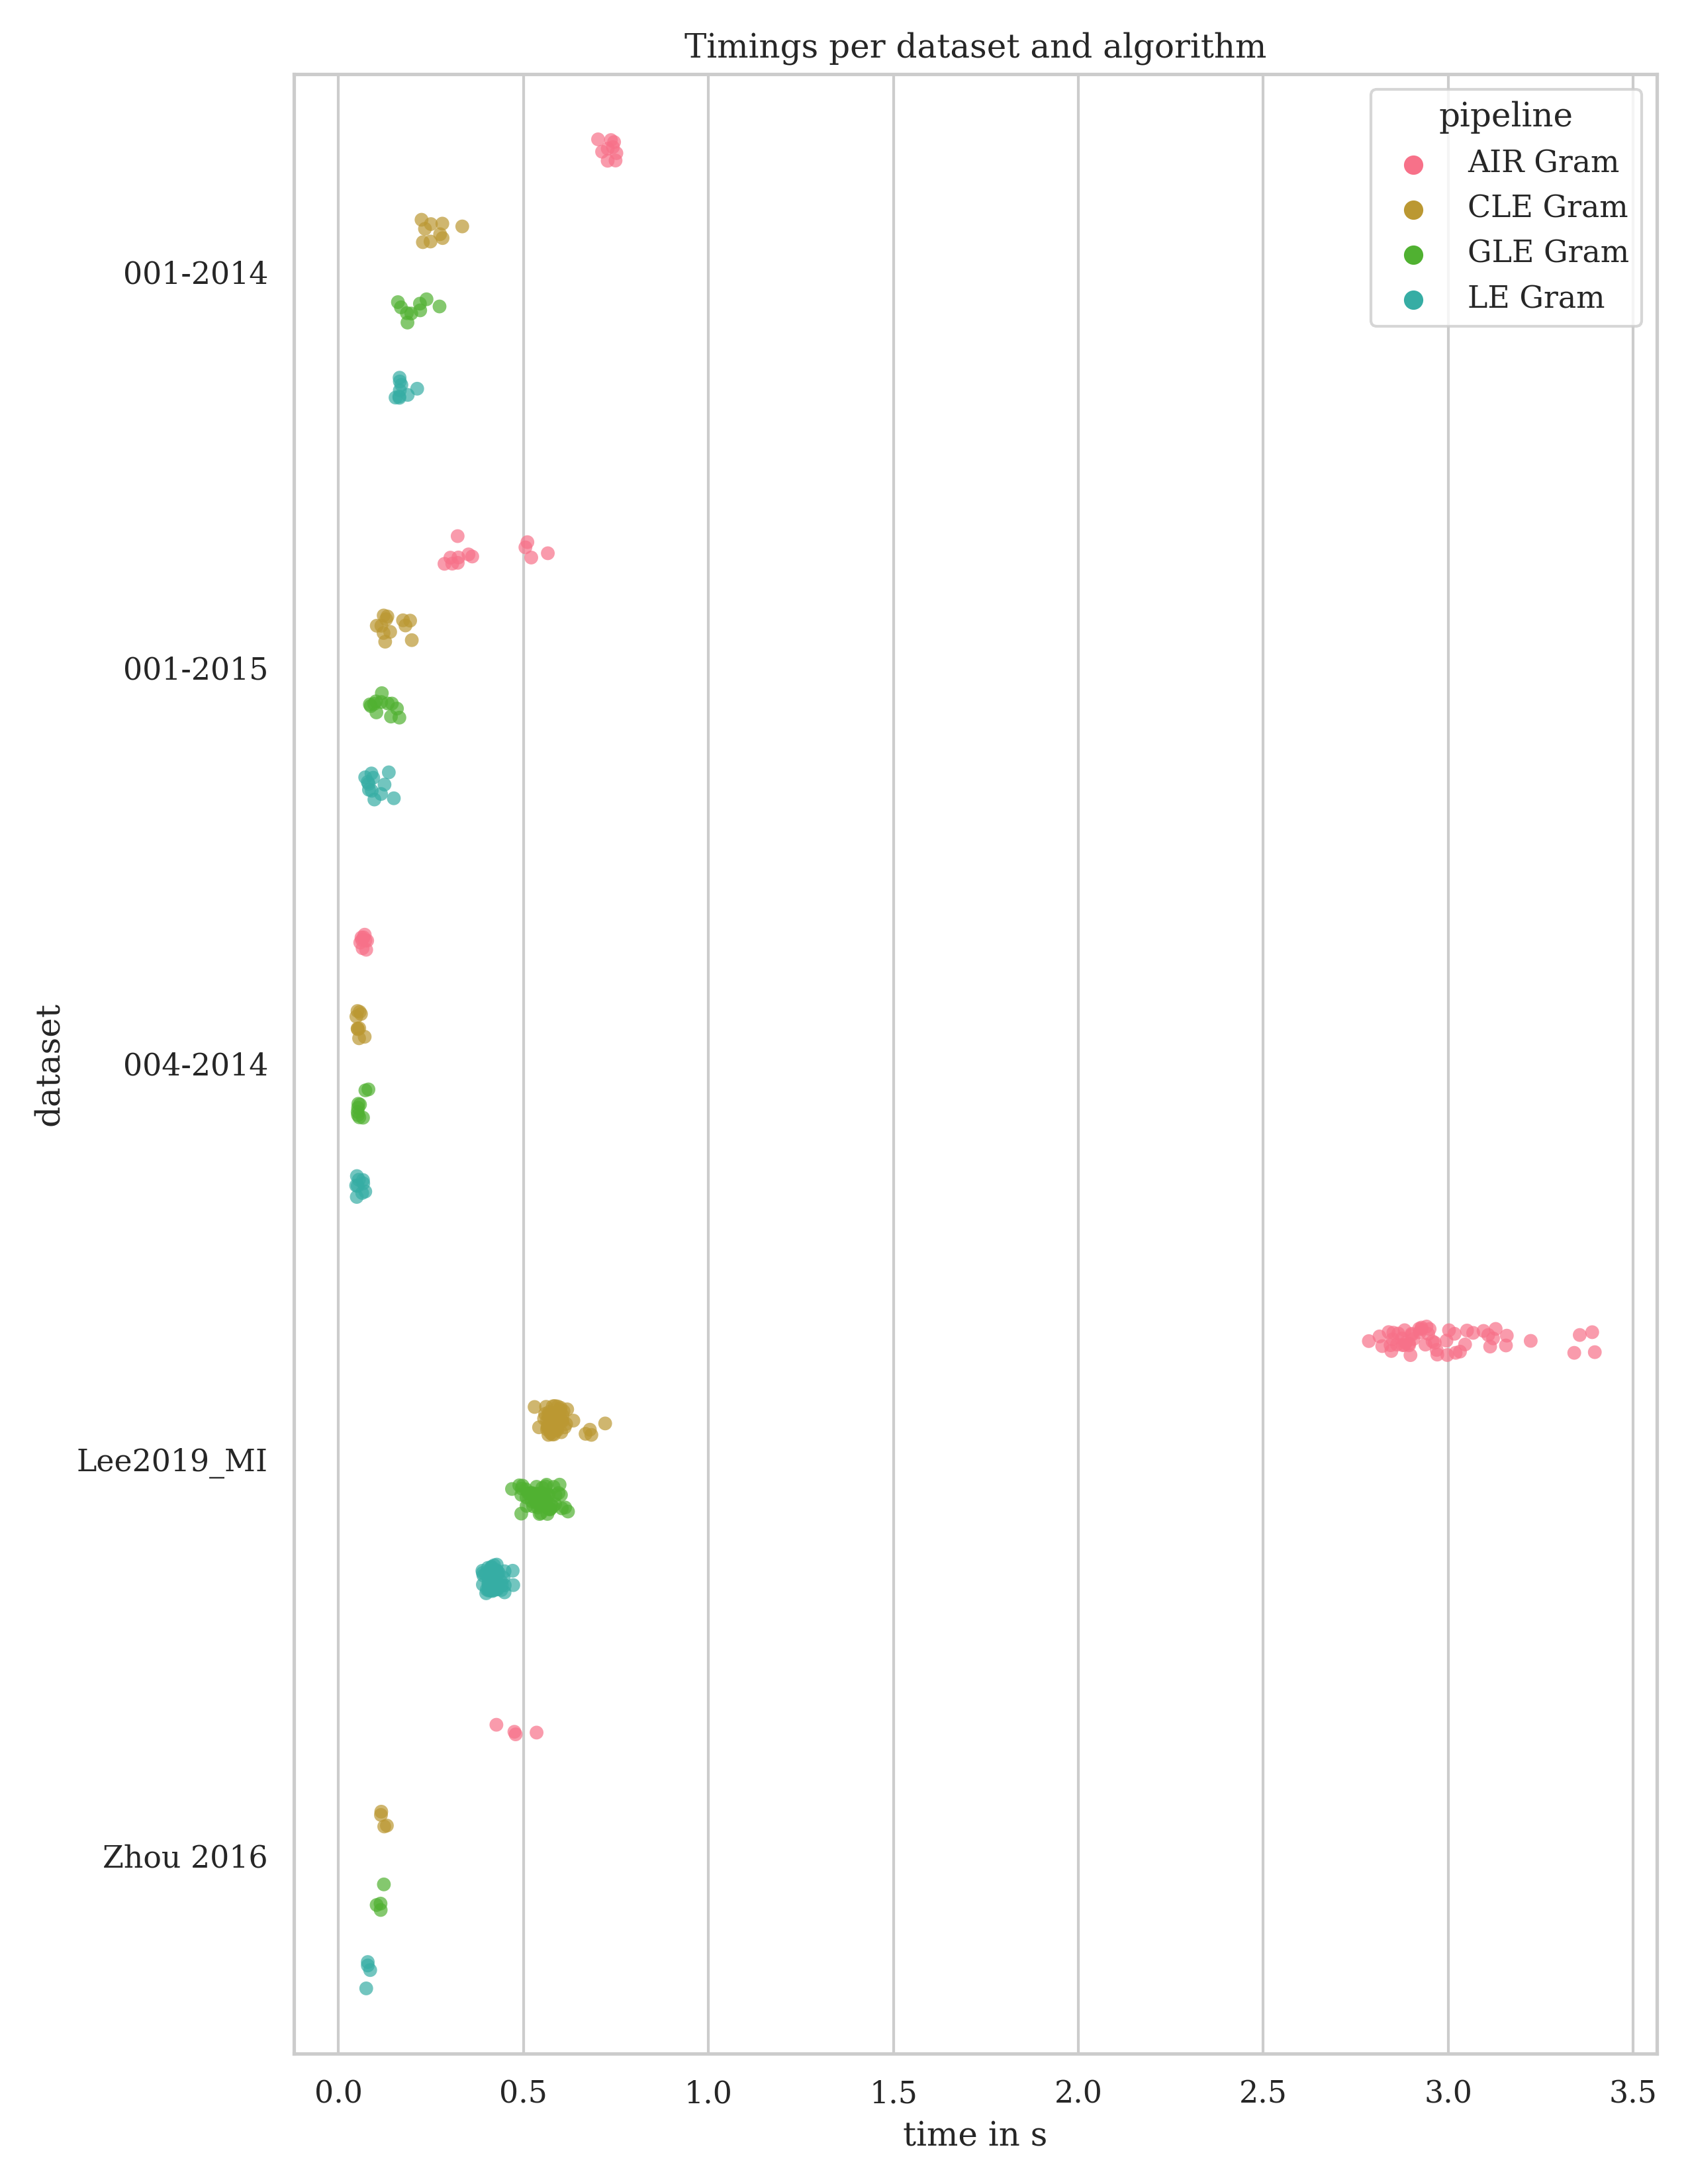 Timings per dataset and algorithm
pipeline
AIR Gram
CLE Gram
GLE Gram
LE Gram
dataset
001-2014
001-2015
004-2014
Lee2019_MI
Zhou 2016
0.0 0.5 1.0 1.5 2.0 2.5 3.0 3.5
time in s